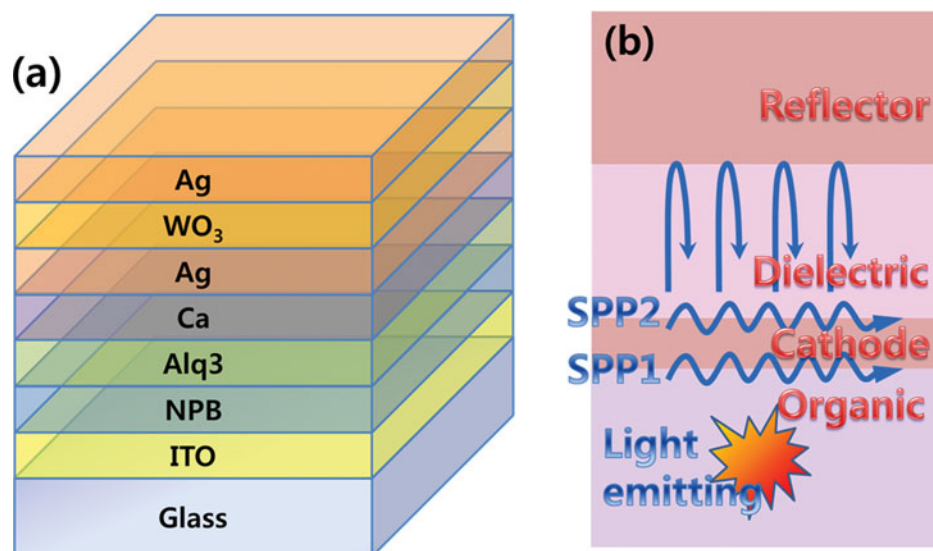 (a)
Ag
WO₃
Ag
Ca
Alq3
NPB
ITO
Glass
(b)
Reflector
Dielectric
SPP2
Cathode
SPP1
Organic
Light
emitting